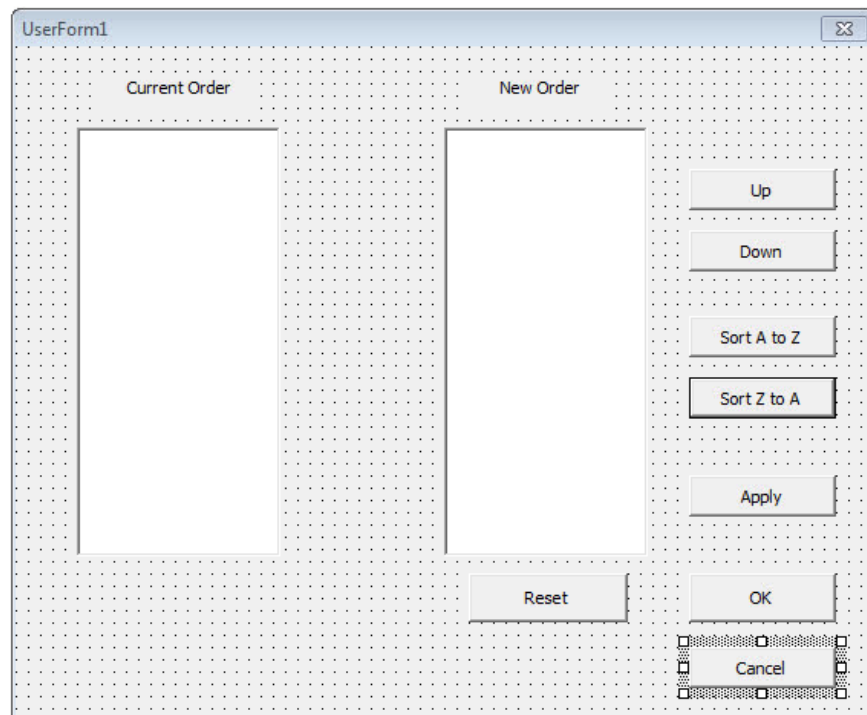 UserForm1
Current Order
New Order
Up
Down
Sort A to Z
Sort Z to A
Apply
Reset
OK
Cancel